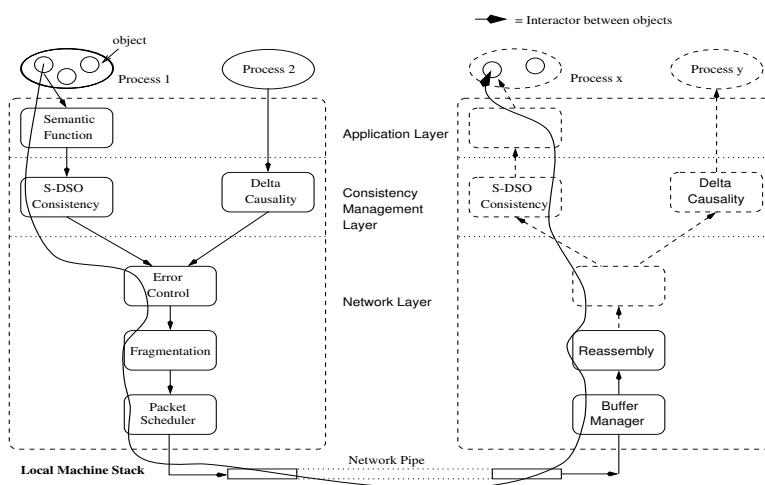 = Interactor between objects
object
Process 1
Process 2
Process x
Process y
Semantic
Function
Application Layer
S-DSO
Consistency
Delta
Causality
Consistency
Management
Layer
S-DSO
Consistency
Delta
Causality
Error
Control
Network Layer
Fragmentation
Reassembly
Packet
Scheduler
Buffer
Manager
Local Machine Stack
Network Pipe